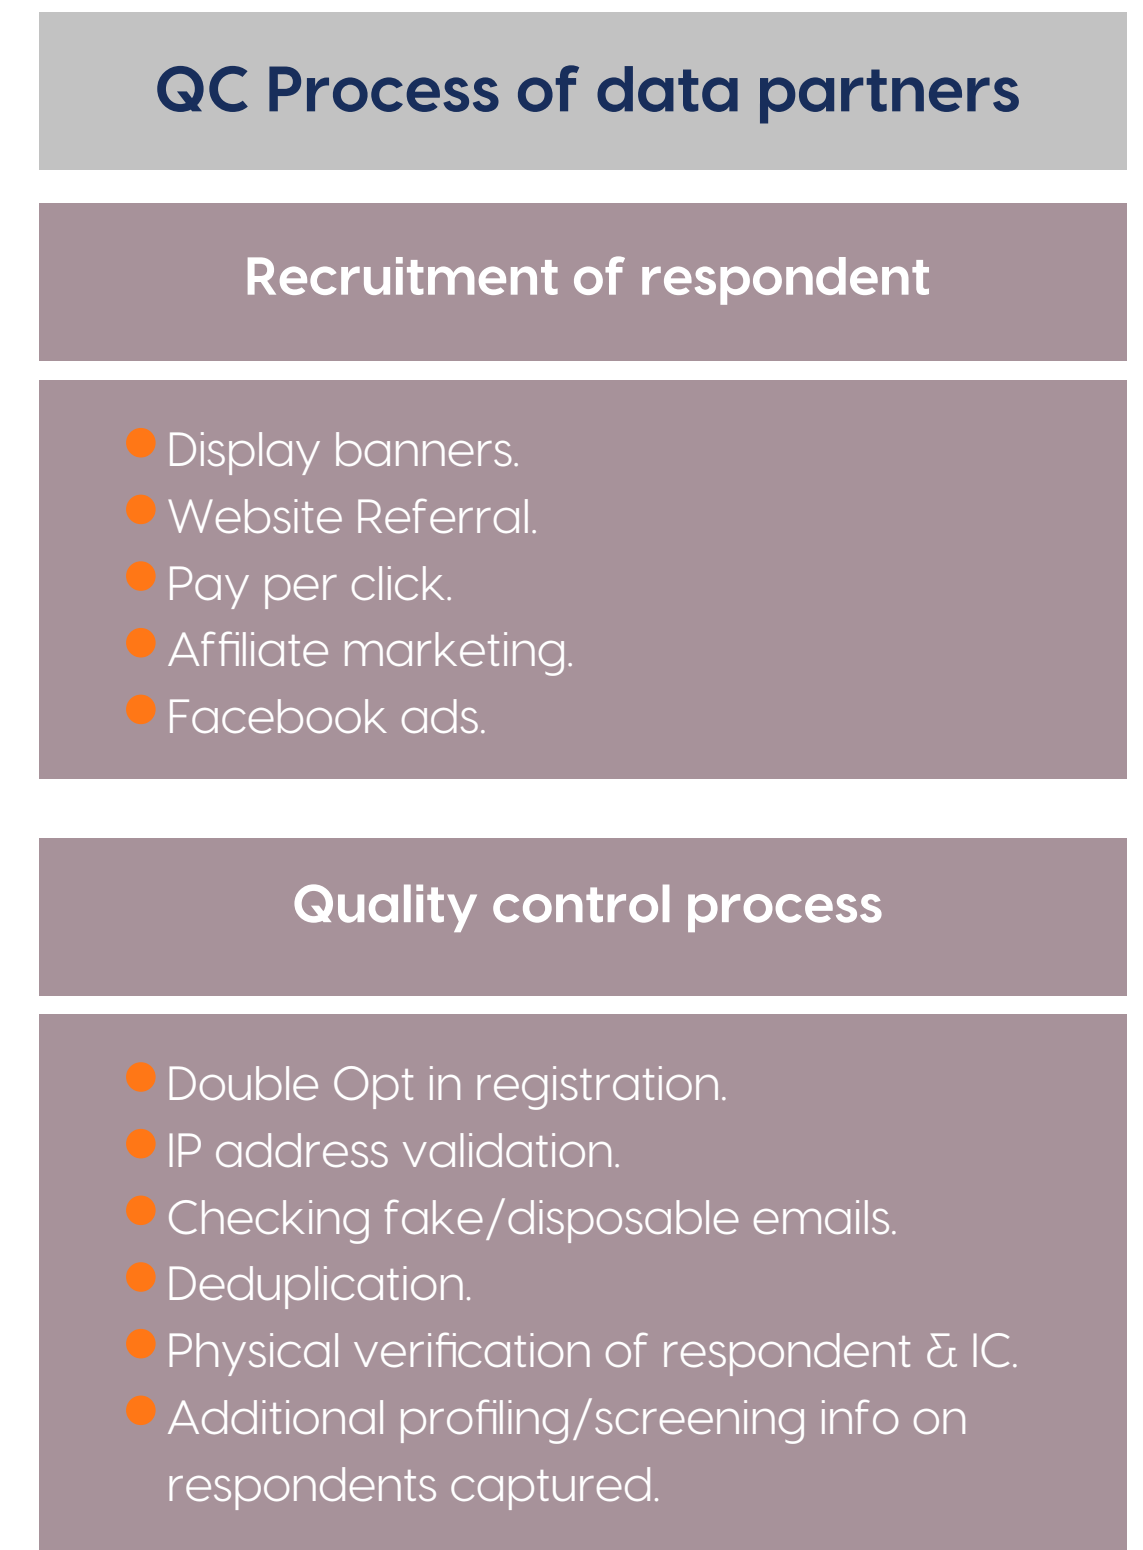 QC Process of data partners
Recruitment of respondent
Display banners.
Website Referral.
Pay per click.
Affiliate marketing.
Facebook ads.
Quality control process
Double Opt in registration.
IP address validation.
Checking fake/disposable emails.
Deduplication.
Physical verification of respondent & IC.
Additional profiling/screening info on
respondents captured.